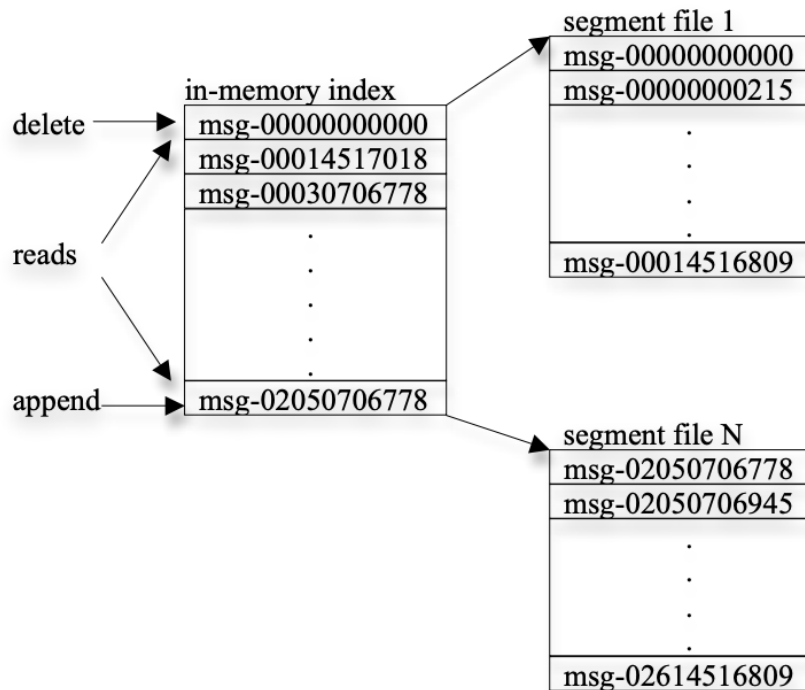 segment file 1
msg-00000000000
msg-00000000215
msg-00014516809
in-memory index
msg-00000000000
msg-00014517018
msg-00030706778
msg-02050706778
delete
reads
append
segment file N
msg-02050706778
msg-02050706945
msg-02614516809